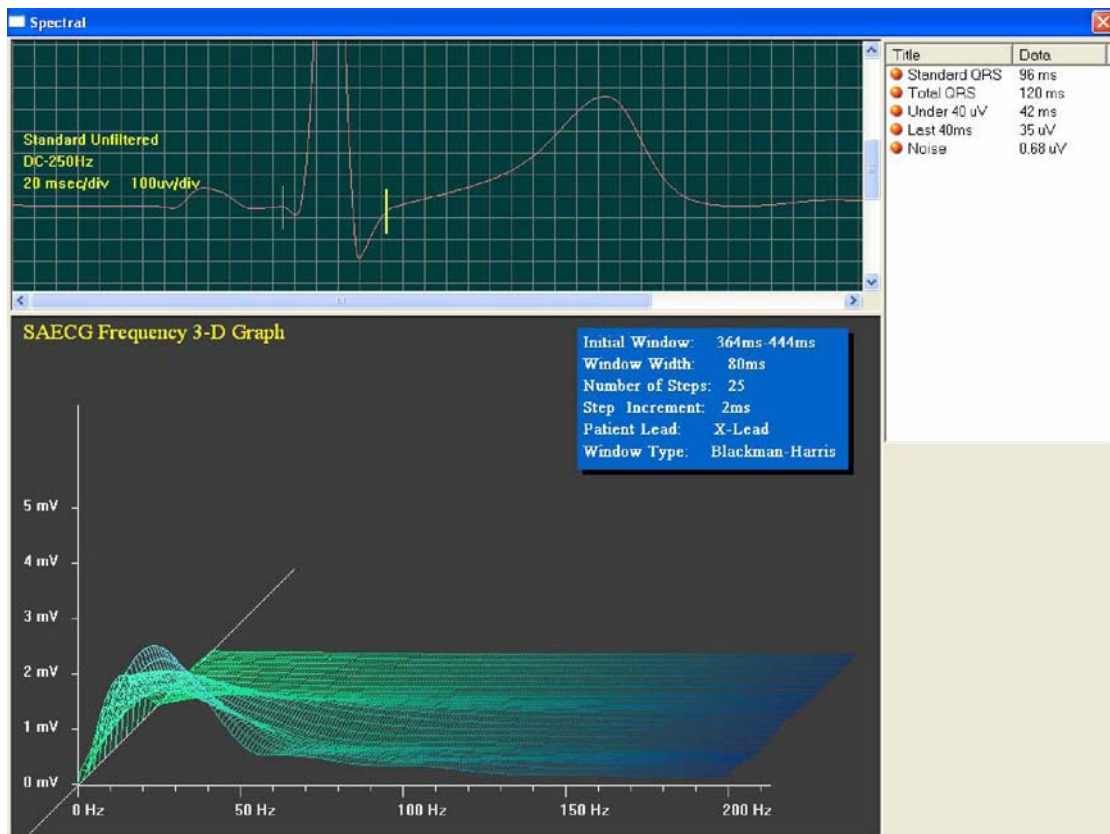 Spectral
Standard Unfiltered
DC-250Hz
20 msec/div 100uv/div
Title Data
Standard QRS 96 ms
Total QRS 120 ms
Under 40 uV 42 ms
Last 40ms 35 uV
Noise 0.68 uV
SAECG Frequency 3-D Graph
Initial Window: 364ms-444ms
Window Width: 80ms
Number of Steps: 25
Step Increment: 2ms
Patient Lead: X-Lead
Window Type: Blackman-Harris
5 mV
4 mV
3 mV
2 mV
1 mV
0 mV
0 Hz 50 Hz 100 Hz 150 Hz 200 Hz